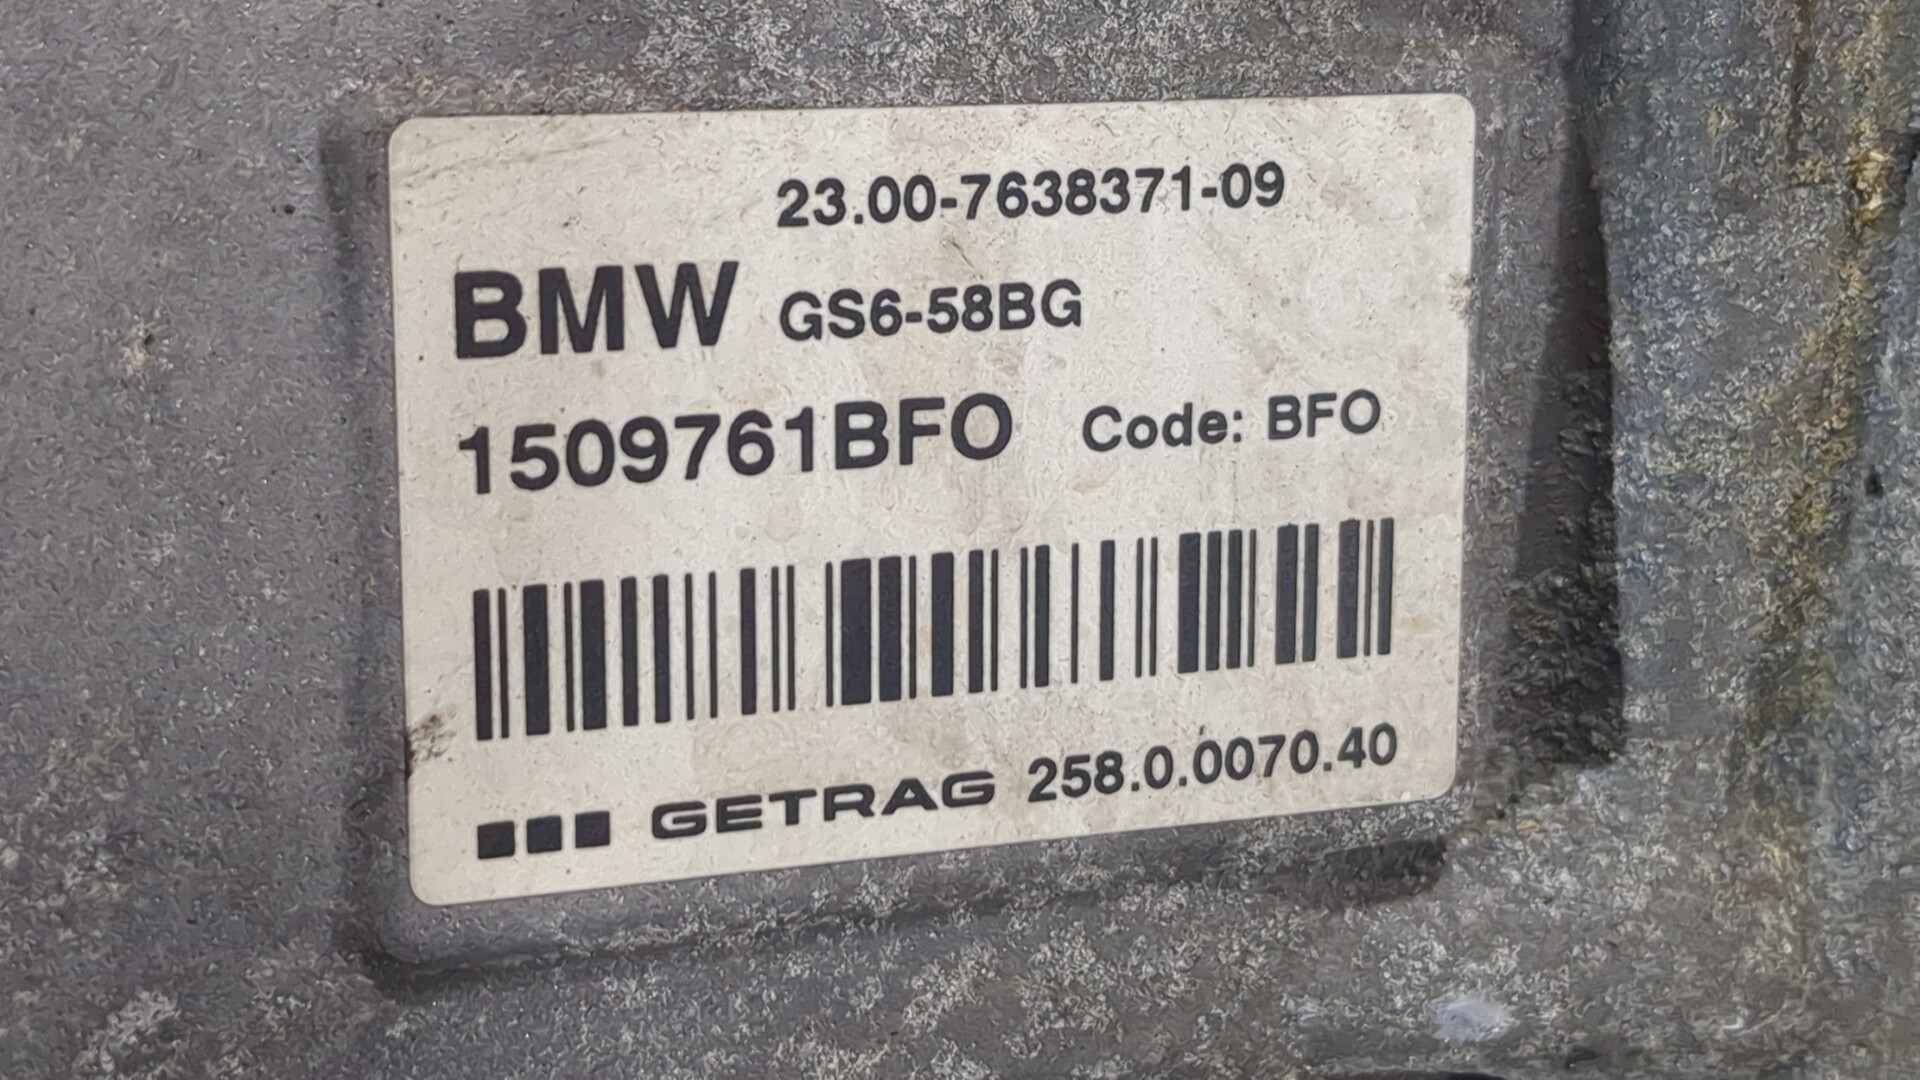 23.00-7638371-09
BMW GS6-58BG
1509761BFO Code: BFO
GETRAG 258.0.0070.40